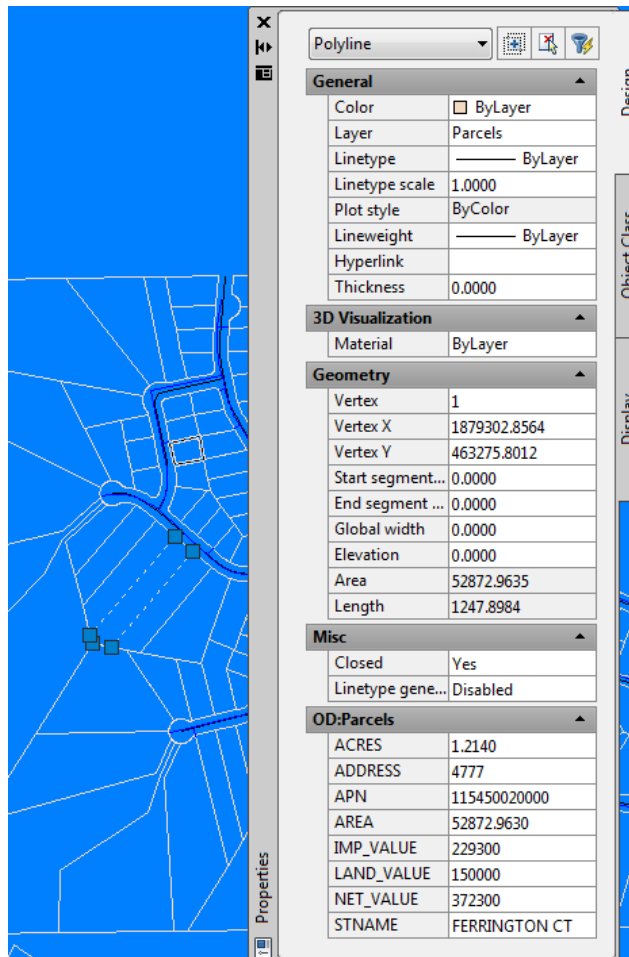 Polyline
General
Color ByLayer
Layer Parcels
Linetype ByLayer
Linetype scale 1.0000
Plot style ByColor
Lineweight ByLayer
Hyperlink
Thickness 0.0000
3D Visualization
Material ByLayer
Geometry
Vertex 1
Vertex X 1879302.8564
Vertex Y 463275.8012
Start segment... 0.0000
End segment ... 0.0000
Global width 0.0000
Elevation 0.0000
Area 52872.9635
Length 1247.8984
Misc
Closed Yes
Linetype gene... Disabled
OD:Parcels
ACRES 1.2140
ADDRESS 4777
APN 115450020000
AREA 52872.9630
IMP_VALUE 229300
LAND_VALUE 150000
NET_VALUE 372300
STNAME FERRINGTON CT
Properties
Design
Object Class
Display